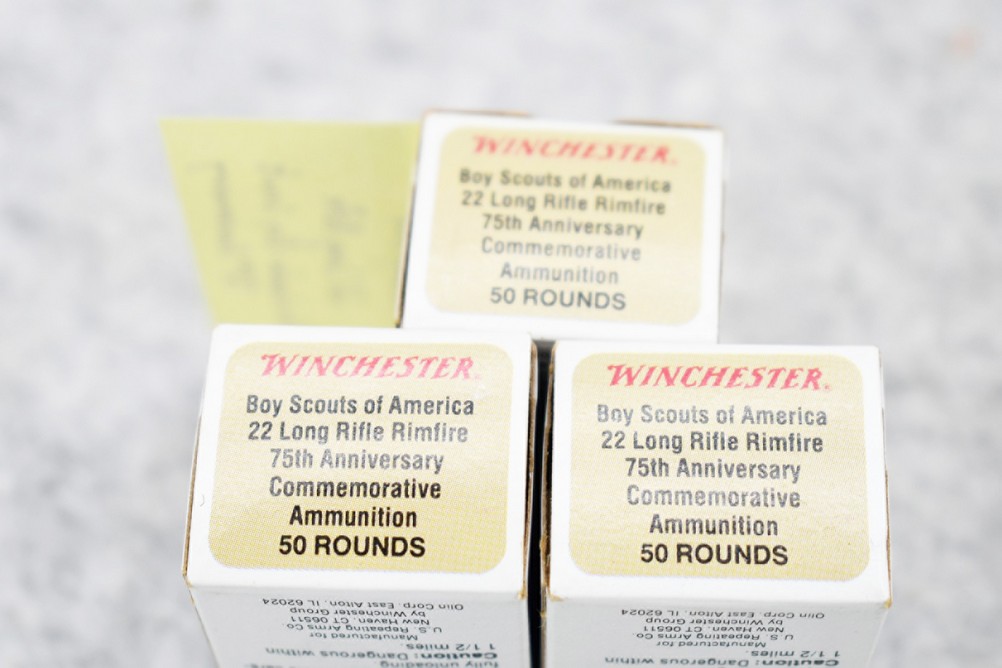 WINCHESTER®
Boy Scouts of America
22 Long Rifle Rimfire
75th Anniversary
Commemorative
Ammunition
50 ROUNDS
WINCHESTER®
Boy Scouts of America
22 Long Rifle Rimfire
75th Anniversary
Commemorative
Ammunition
50 ROUNDS
fully unloading
Caution: Dangerous within
1 1/2 miles.
Manufactured for
U.S. Repeating Arms Co
New Haven, CT 06511
by Winchester Group
Olin Corp. East Alton, IL 62024
WINCHESTER®
Boy Scouts of America
22 Long Rifle Rimfire
75th Anniversary
Commemorative
Ammunition
50 ROUNDS
Caution: Dangerous within
1 1/2 miles.
Manufactured for
U.S. Repeating Arms Co
New Haven, CT 06511
by Winchester Group
Olin Corp. East Alton, IL 62024